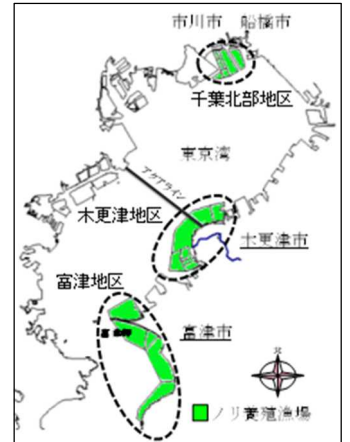 市川市 船橋市
千葉北部地区
東京湾
アクアライン
木更津地区
木更津市
富津地区
富津市
北
ノリ養殖漁場